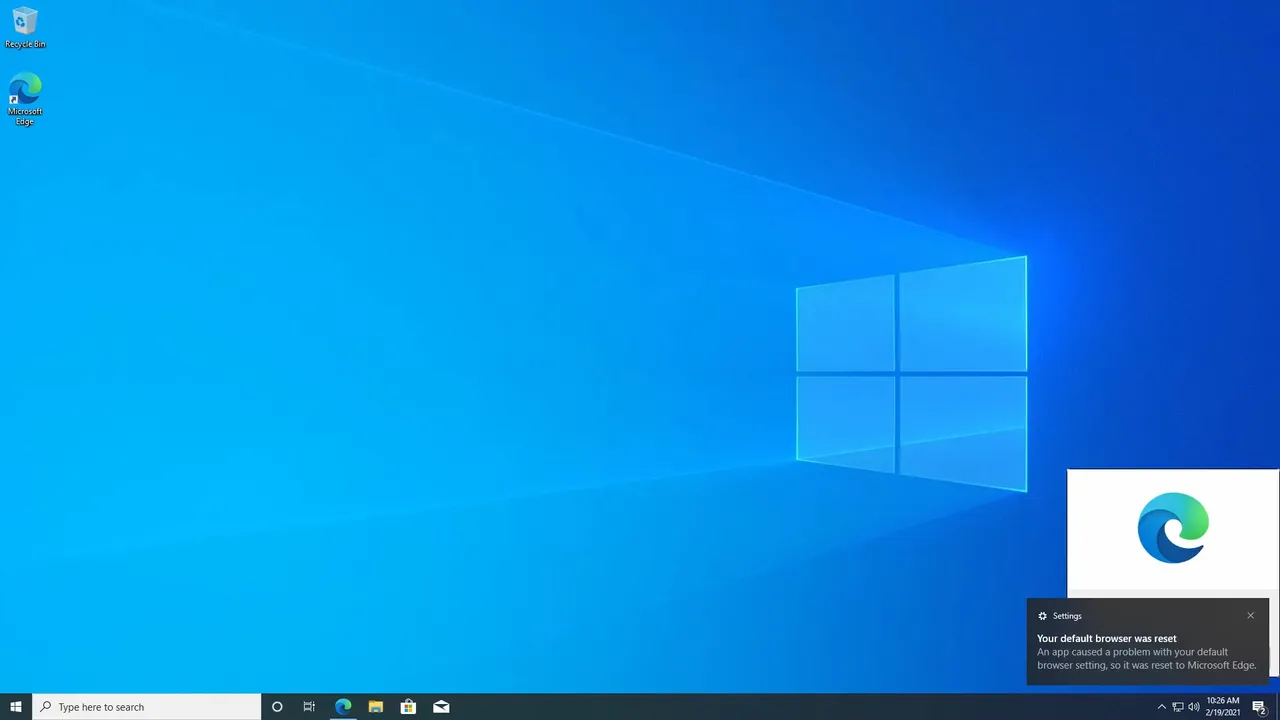 Recycle Bin
Microsoft
Edge
Settings
Your default browser was reset
An app caused a problem with your default
browser setting, so it was reset to Microsoft Edge.
Type here to search
10:26 AM
2/19/2021
2